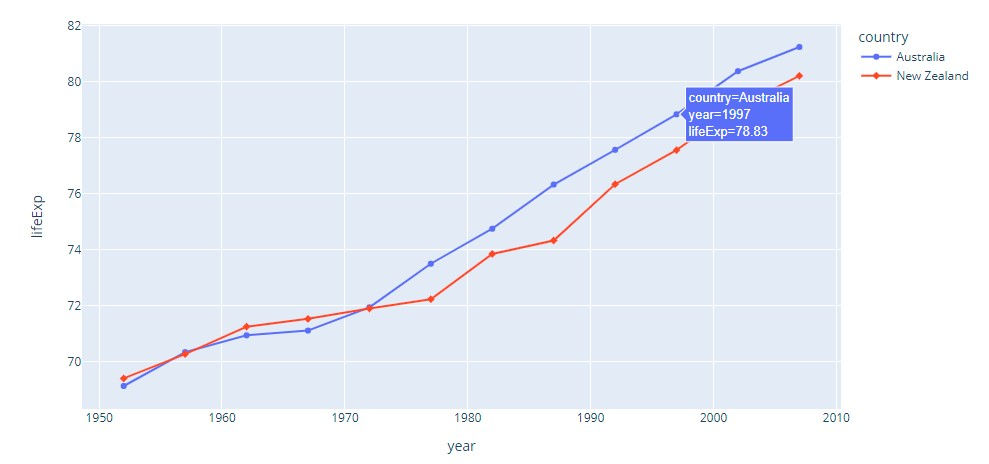 82
80
78
76
74
72
70
lifeExp
1950
1960
1970
1980
1990
2000
2010
year
country
Australia
New Zealand
country=Australia
year=1997
lifeExp=78.83